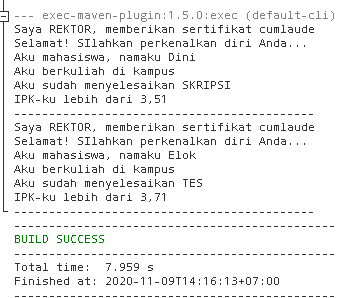 --- exec-maven-plugin:1.5.0:exec (default-cli)
Saya REKTOR, memberikan sertifikat cumlaude
Selamat! SIlahkan perkenalkan diri Anda...
Aku mahasiswa, namaku Dini
Aku berkuliah di kampus
Aku sudah menyelesaikan SKRIPSI
IPK-ku lebih dari 3,51
-------------------------------------------
Saya REKTOR, memberikan sertifikat cumlaude
Selamat! SIlahkan perkenalkan diri Anda...
Aku mahasiswa, namaku Elok
Aku berkuliah di kampus
Aku sudah menyelesaikan TES
IPK-ku lebih dari 3,71
-------------------------------------------
----------------------------------------------
BUILD SUCCESS
----------------------------------------------
Total time:  7.959 s
Finished at: 2020-11-09T14:16:13+07:00
----------------------------------------------